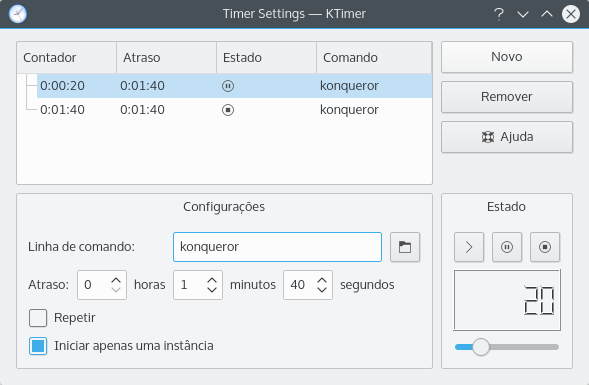 Timer Settings — KTimer
Contador Atraso Estado Comando
0:00:20 0:01:40 konqueror
0:01:40 0:01:40 konqueror
Novo
Remover
Ajuda
Configurações
Linha de comando: konqueror
Atraso: 0 horas 1 minutos 40 segundos
Repetir
Iniciar apenas uma instância
Estado
20